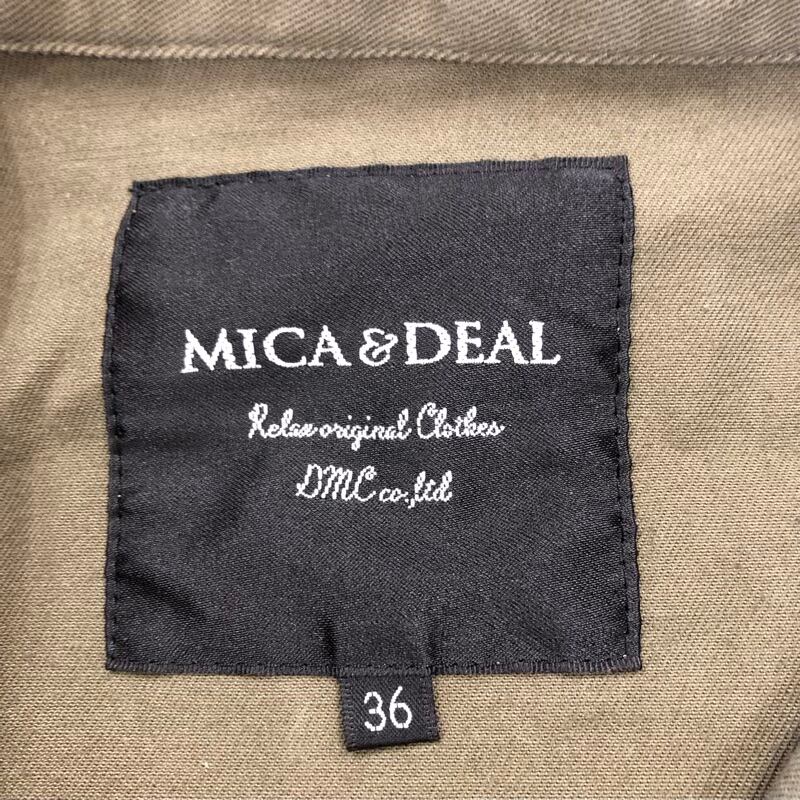 MICA & DEAL
Relax original Clothes
DMC co.,ltd
36